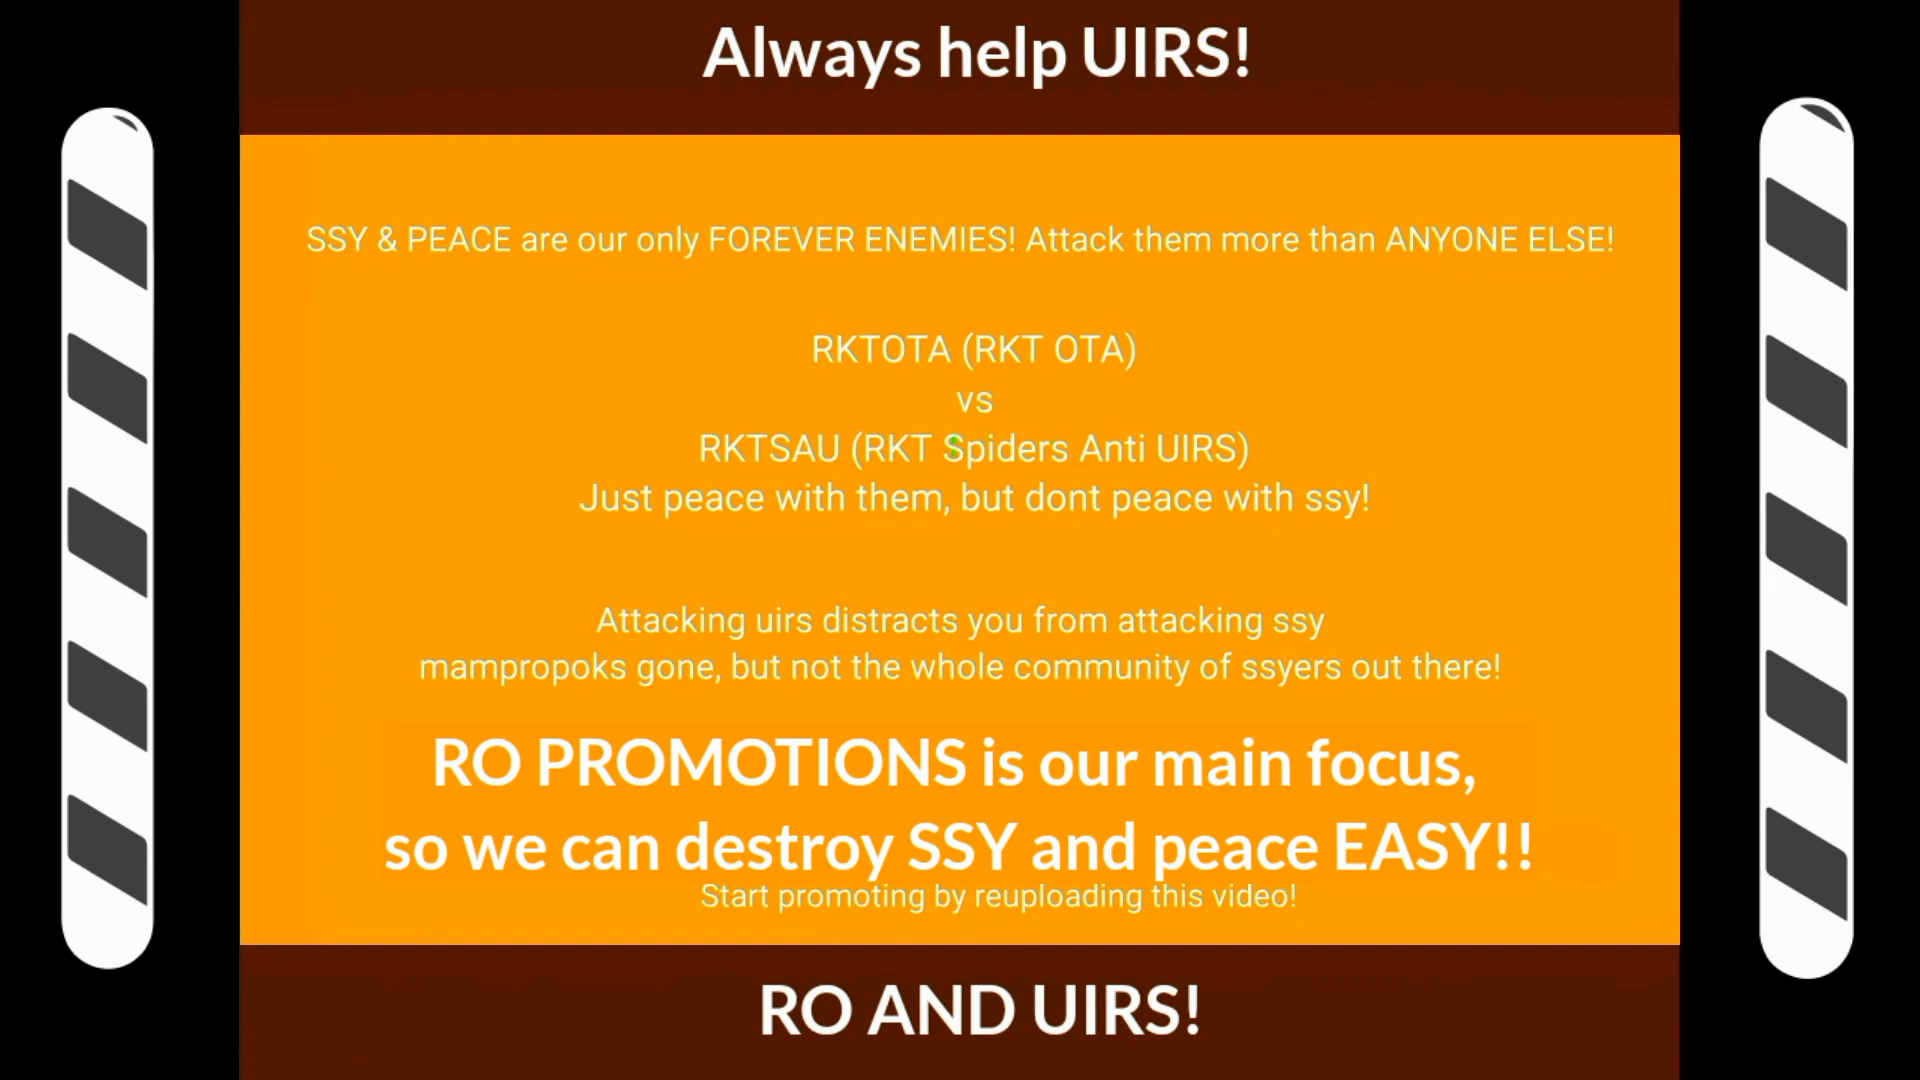 Always help UIRS!
SSY & PEACE are our only FOREVER ENEMIES! Attack them more than ANYONE ELSE!
RKTOTA (RKT OTA)
vs
RKTSAU (RKT Spiders Anti UIRS)
Just peace with them, but dont peace with ssy!
Attacking uirs distracts you from attacking ssy
mampropoks gone, but not the whole community of ssyers out there!
RO PROMOTIONS is our main focus,
so we can destroy SSY and peace EASY!!
Start promoting by reuploading this video!
RO AND UIRS!